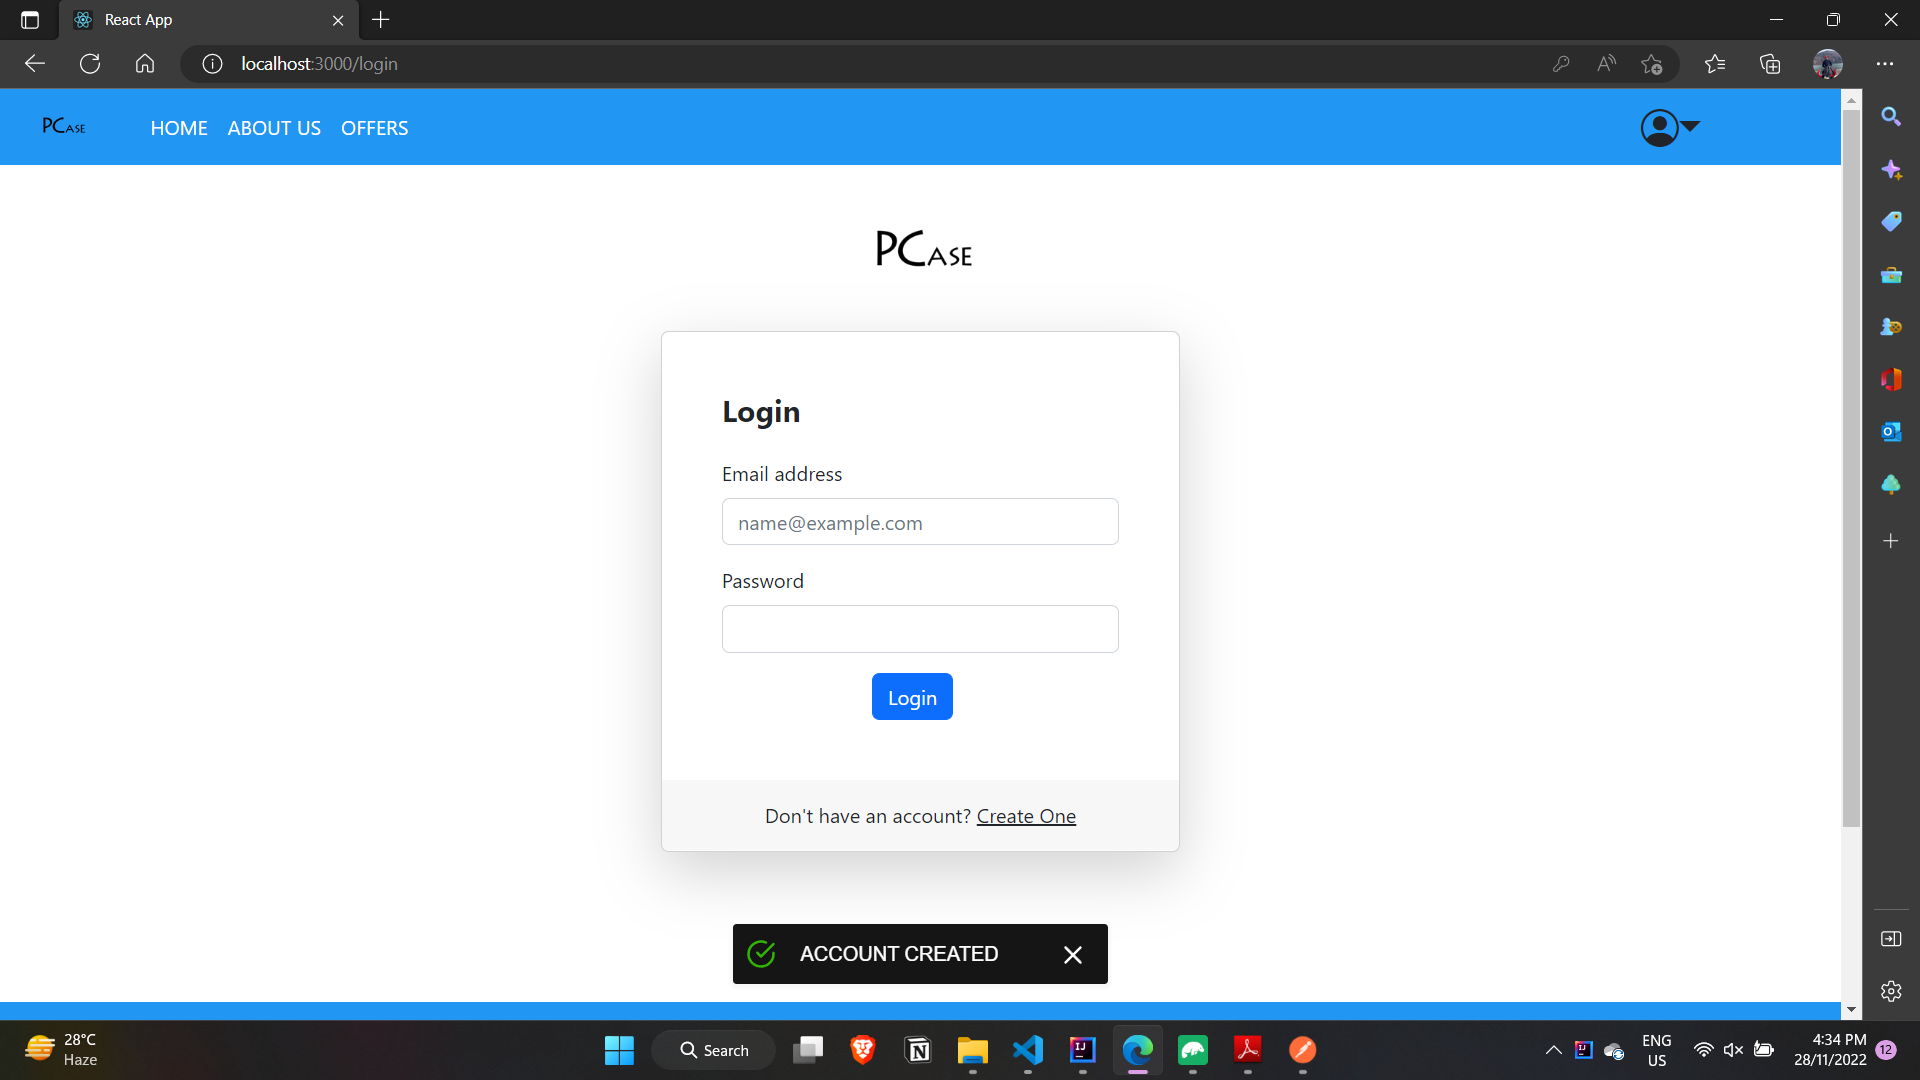 React App
localhost:3000/login
PCASE
HOME ABOUT US OFFERS
PCASE
Login
Email address
name@example.com
Password
Login
Don't have an account? Create One
ACCOUNT CREATED
28°C
Haze
Search
ENG
US
4:34 PM
28/11/2022
12